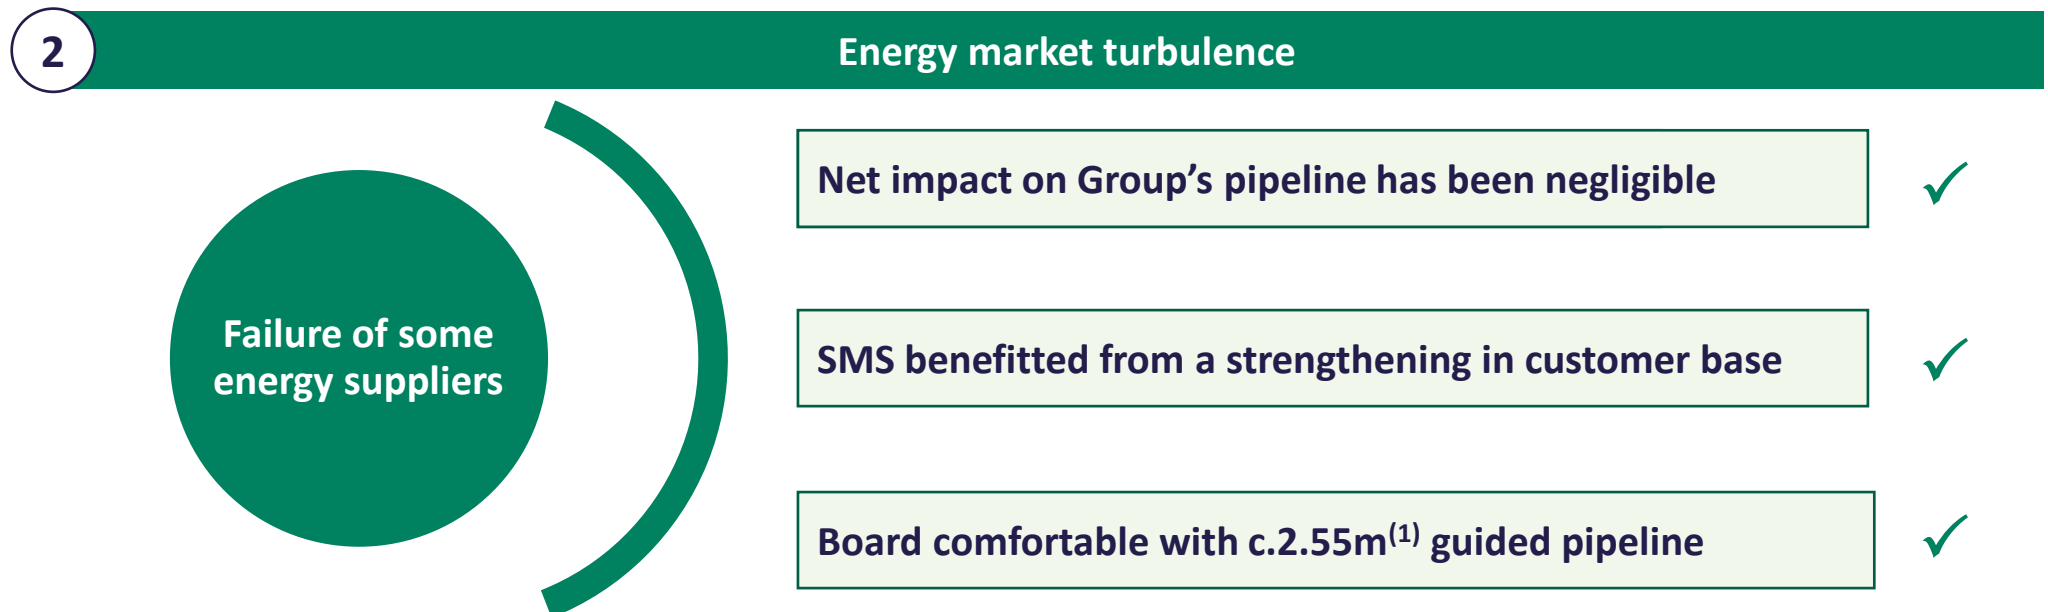 2
Energy market turbulence
Failure of some
energy suppliers
Net impact on Group’s pipeline has been negligible
SMS benefitted from a strengthening in customer base
Board comfortable with c.2.55m(1) guided pipeline